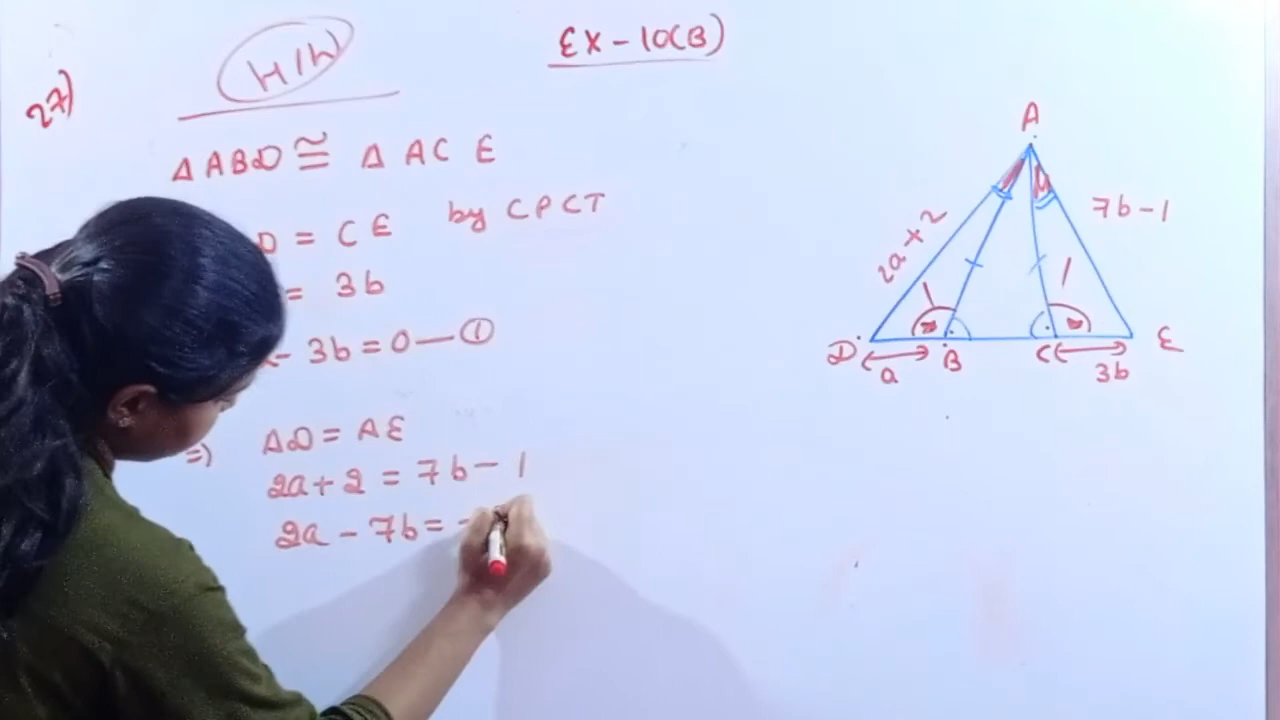 EX-10(B)
27)
H/W
Δ ABD ≅ Δ ACE
D = CE by CPCT
= 3b
- 3b = 0 — ①
=) AD = AE
2a + 2 = 7b - 1
2a - 7b = -
A
2a + 2
7b - 1
D
B
C
E
a
3b